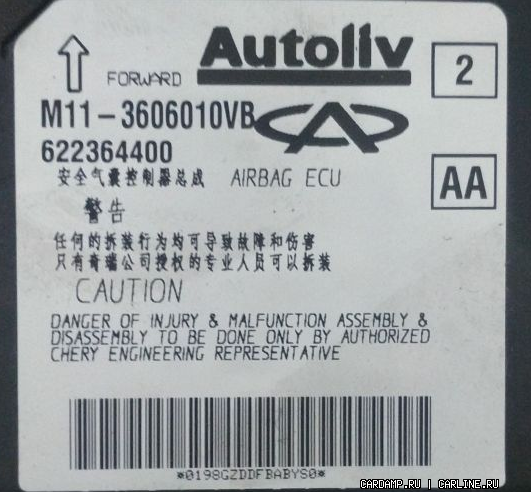 Autoliv
2
FORWARD
M11-3606010VB
622364400
安全气囊控制器总成 AIRBAG ECU
AA
警告
任何的拆装行为均可导致故障和伤害
只有奇瑞公司授权的专业人员可以拆装
CAUTION
DANGER OF INJURY & MALFUNCTION ASSEMBLY &
DISASSEMBLY TO BE DONE ONLY BY AUTHORIZED
CHERY ENGINEERING REPRESENTATIVE
*0198GZDDFBABYS0*
CARDAMP.RU | CARLINE.RU